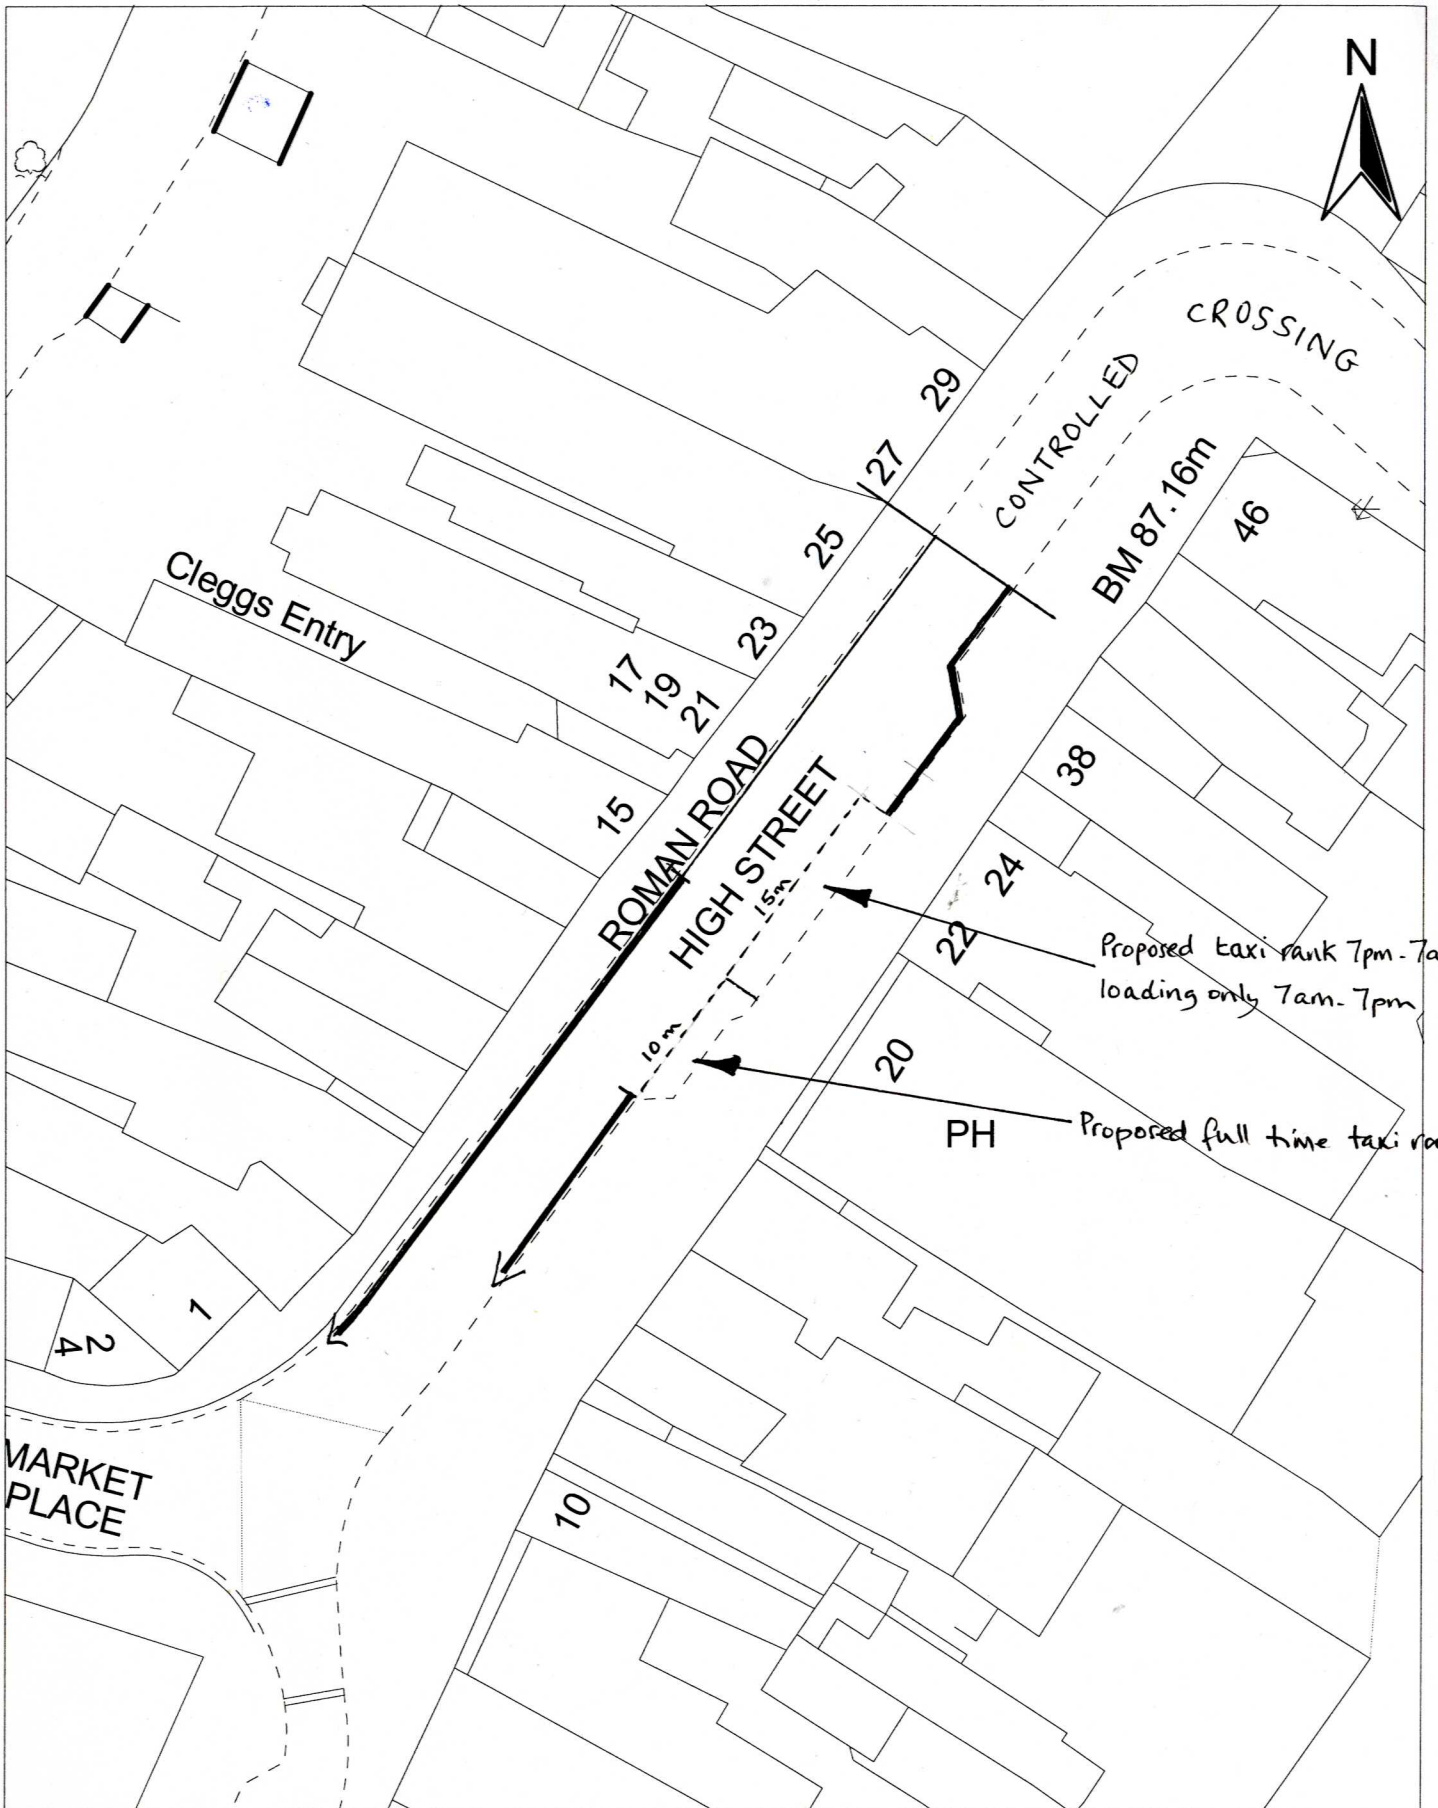 N
CROSSING
CONTROLLED
29
27
BM 87.16m
46
25
Cleggs Entry
23
17
19
21
38
ROMAN ROAD
HIGH STREET
15
24
15m
22
Proposed taxi rank 7pm-7a
loading only 7am-7pm
10m
20
PH
Proposed full time taxi ra
1
2
4
MARKET
PLACE
10